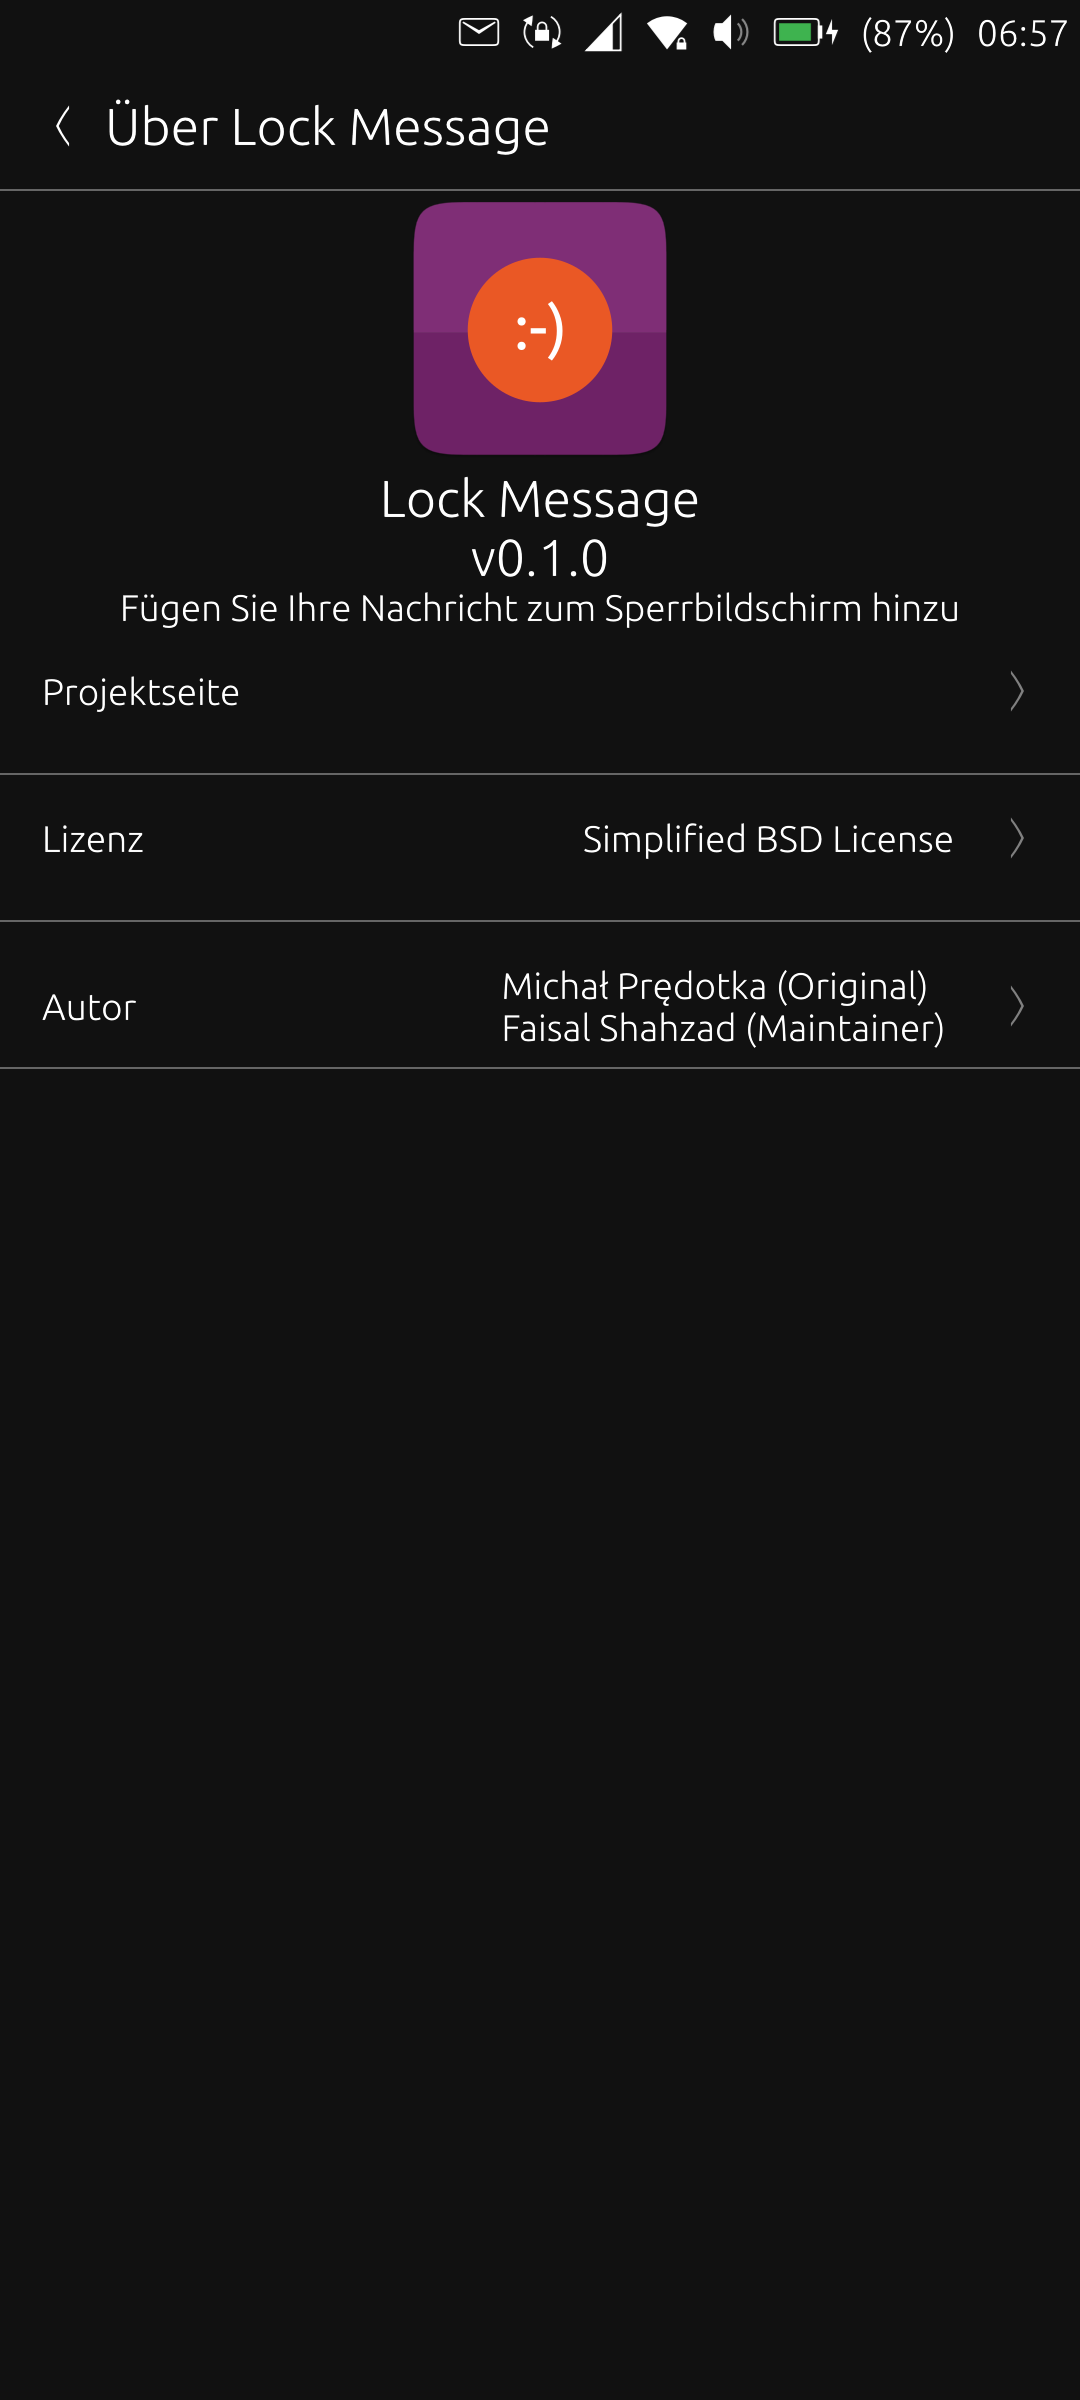 (87%) 06:57
Über Lock Message
:-)
Lock Message
v0.1.0
Fügen Sie Ihre Nachricht zum Sperrbildschirm hinzu
Projektseite
Lizenz Simplified BSD License
Autor Michał Prędotka (Original)
Faisal Shahzad (Maintainer)